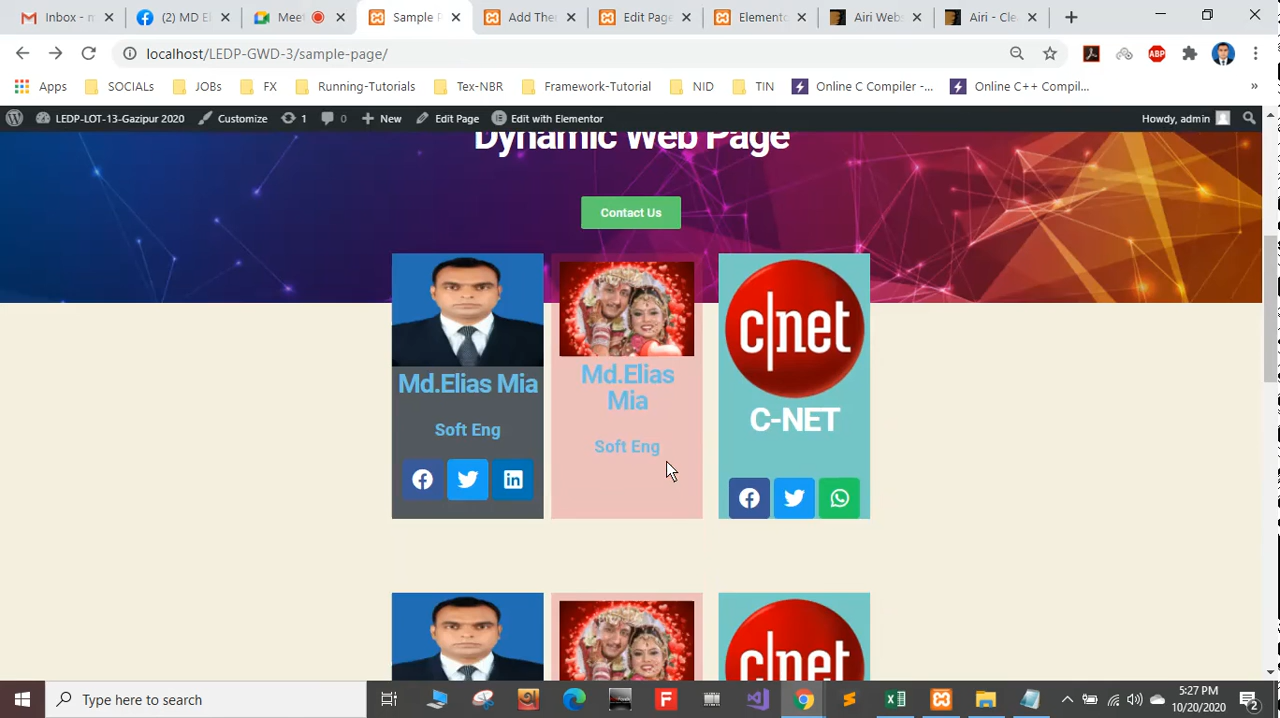 Inbox - m
(2) MD E
Meet
Sample P
Add The
Edit Page
Elemento
Airi Webs
Airi - Cle
localhost/LEDP-GWD-3/sample-page/
ABP
Apps
SOCIALs
JOBs
FX
Running-Tutorials
Tex-NBR
Framework-Tutorial
NID
TIN
Online C Compiler -...
Online C++ Compil...
»
LEDP-LOT-13-Gazipur 2020
Customize
1
0
New
Edit Page
Edit with Elementor
Howdy, admin
Dynamic Web Page
Contact Us
c|net
Md.Elias Mia
Soft Eng
Md.Elias
Mia
Soft Eng
C-NET
c|net
Type here to search
5:27 PM
10/20/2020
2